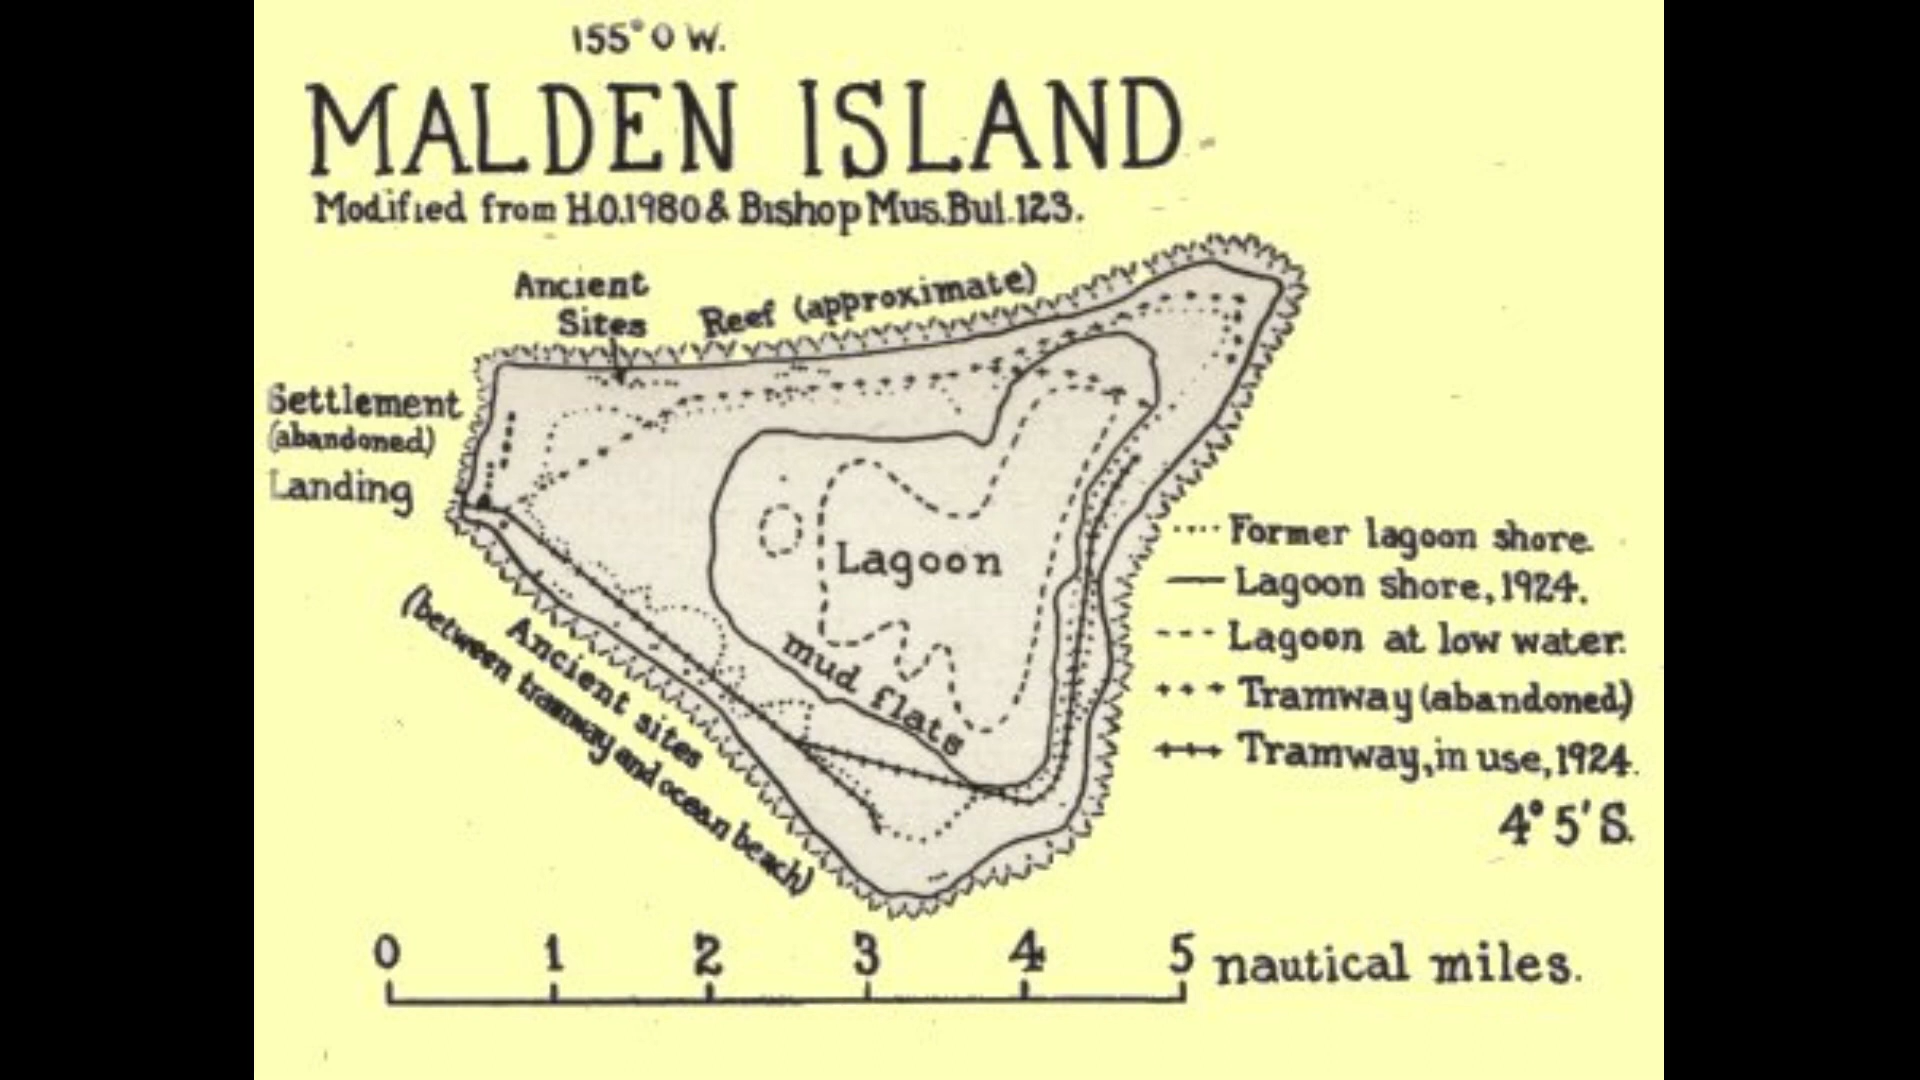 155° 0 W.
MALDEN ISLAND
Modified from H.O.1980 & Bishop Mus.Bul.123.
Ancient
Sites
Reef (approximate)
Settlement
(abandoned)
Landing
Lagoon
mud flats
Ancient sites
(between tramway and ocean beach)
Former lagoon shore.
Lagoon shore, 1924.
Lagoon at low water.
Tramway (abandoned)
Tramway, in use, 1924.
4° 5' S.
0 1 2 3 4 5 nautical miles.